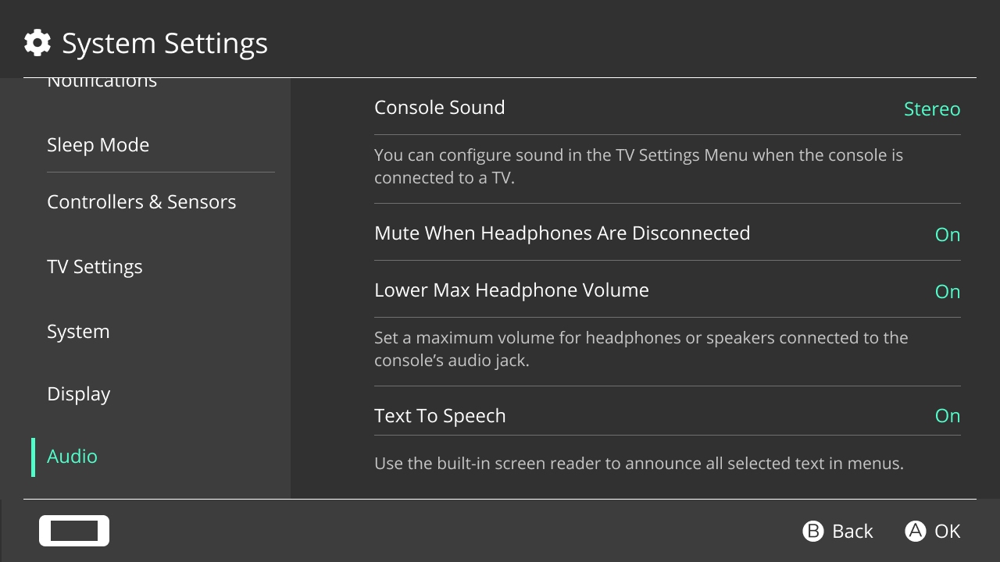 System Settings
Notifications
Sleep Mode
Controllers & Sensors
TV Settings
System
Display
Audio
Console Sound
Stereo
You can configure sound in the TV Settings Menu when the console is
connected to a TV.
Mute When Headphones Are Disconnected
On
Lower Max Headphone Volume
On
Set a maximum volume for headphones or speakers connected to the
console’s audio jack.
Text To Speech
On
Use the built-in screen reader to announce all selected text in menus.
B Back
A OK